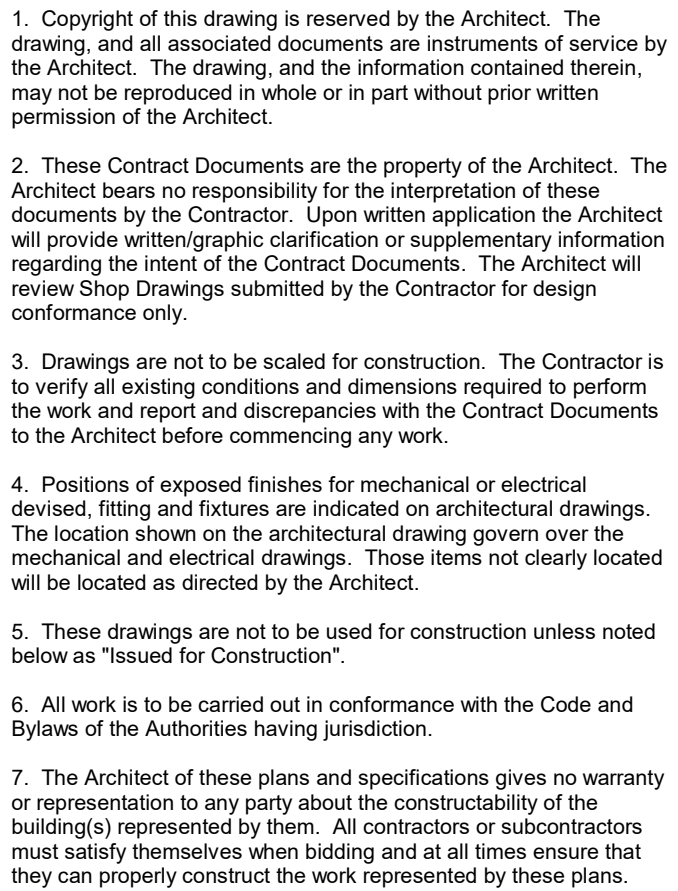 1.  Copyright of this drawing is reserved by the Architect.  The
drawing, and all associated documents are instruments of service by
the Architect.  The drawing, and the information contained therein,
may not be reproduced in whole or in part without prior written
permission of the Architect.
2.  These Contract Documents are the property of the Architect.  The
Architect bears no responsibility for the interpretation of these
documents by the Contractor.  Upon written application the Architect
will provide written/graphic clarification or supplementary information
regarding the intent of the Contract Documents.  The Architect will
review Shop Drawings submitted by the Contractor for design
conformance only.
3.  Drawings are not to be scaled for construction.  The Contractor is
to verify all existing conditions and dimensions required to perform
the work and report and discrepancies with the Contract Documents
to the Architect before commencing any work.
4.  Positions of exposed finishes for mechanical or electrical
devised, fitting and fixtures are indicated on architectural drawings.
The location shown on the architectural drawing govern over the
mechanical and electrical drawings.  Those items not clearly located
will be located as directed by the Architect.
5.  These drawings are not to be used for construction unless noted
below as "Issued for Construction".
6.  All work is to be carried out in conformance with the Code and
Bylaws of the Authorities having jurisdiction.
7.  The Architect of these plans and specifications gives no warranty
or representation to any party about the constructability of the
building(s) represented by them.  All contractors or subcontractors
must satisfy themselves when bidding and at all times ensure that
they can properly construct the work represented by these plans.